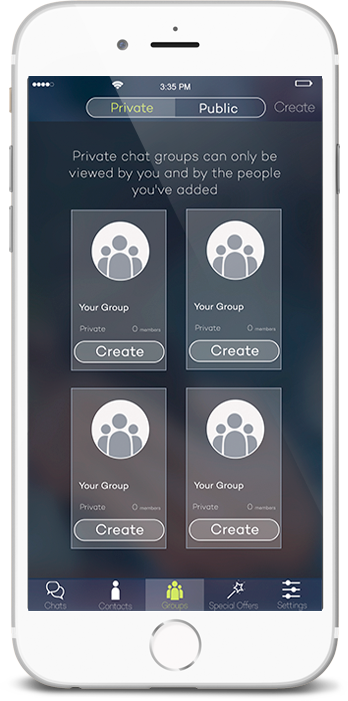 3:35 PM
Private Public Create
Private chat groups can only be
viewed by you and by the people
you've added
Your Group Your Group
Private 0 members Private 0 members
Create Create
Your Group Your Group
Private 0 members Private 0 members
Create Create
Chats Contacts Groups Special Offers Settings